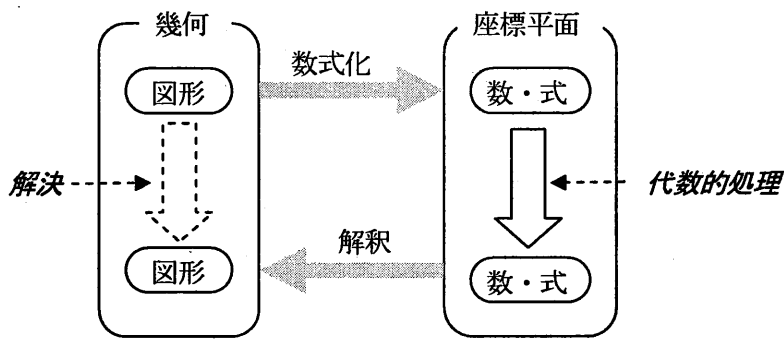 幾何
座標平面
図形
数式化
数・式
解決
代数的処理
図形
解釈
数・式